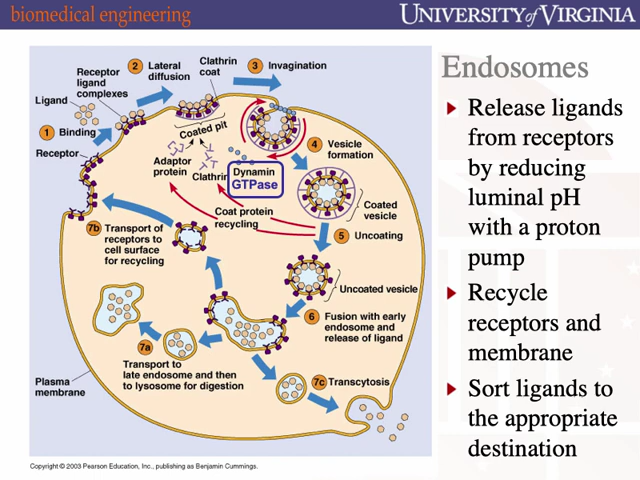 biomedical engineering
UNIVERSITY of VIRGINIA
Endosomes
Release ligands
from receptors
by reducing
luminal pH
with a proton
pump
Recycle
receptors and
membrane
Sort ligands to
the appropriate
destination
Ligand
Receptor
ligand
complexes
1 Binding
Receptor
2 Lateral
diffusion
Clathrin
coat
3 Invagination
Coated pit
Adaptor
protein
Clathrin
Dynamin
GTPase
4 Vesicle
formation
Coated
vesicle
Coat protein
recycling
5 Uncoating
Uncoated vesicle
6 Fusion with early
endosome and
release of ligand
7b Transport of
receptors to
cell surface
for recycling
7a
Transport to
late endosome and then
to lysosome for digestion
7c Transcytosis
Plasma
membrane
Copyright © 2003 Pearson Education, Inc., publishing as Benjamin Cummings.